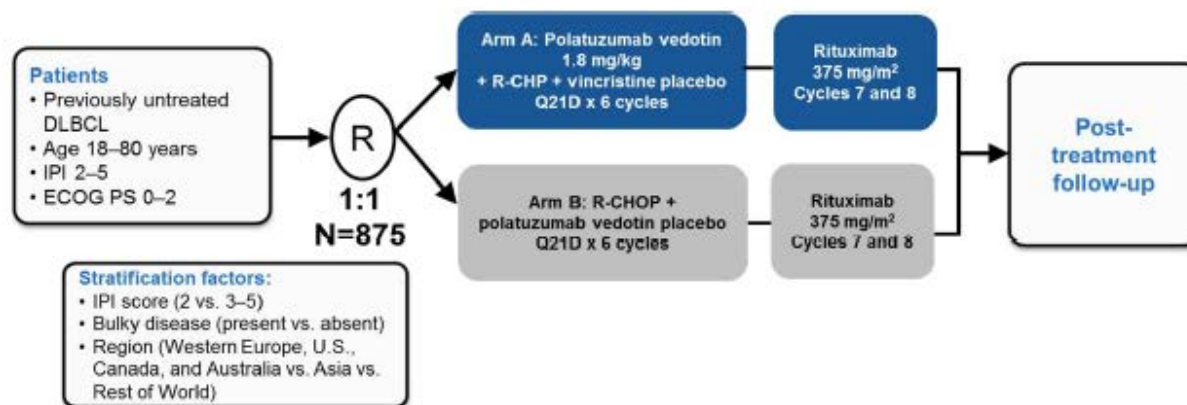 Patients
• Previously untreated
DLBCL
• Age 18–80 years
• IPI 2–5
• ECOG PS 0–2
R
1:1
N=875
Arm A: Polatuzumab vedotin
1.8 mg/kg
+ R-CHP + vincristine placebo
Q21D x 6 cycles
Rituximab
375 mg/m²
Cycles 7 and 8
Arm B: R-CHOP +
polatuzumab vedotin placebo
Q21D x 6 cycles
Rituximab
375 mg/m²
Cycles 7 and 8
Post-
treatment
follow-up
Stratification factors:
• IPI score (2 vs. 3–5)
• Bulky disease (present vs. absent)
• Region (Western Europe, U.S.,
Canada, and Australia vs. Asia vs.
Rest of World)